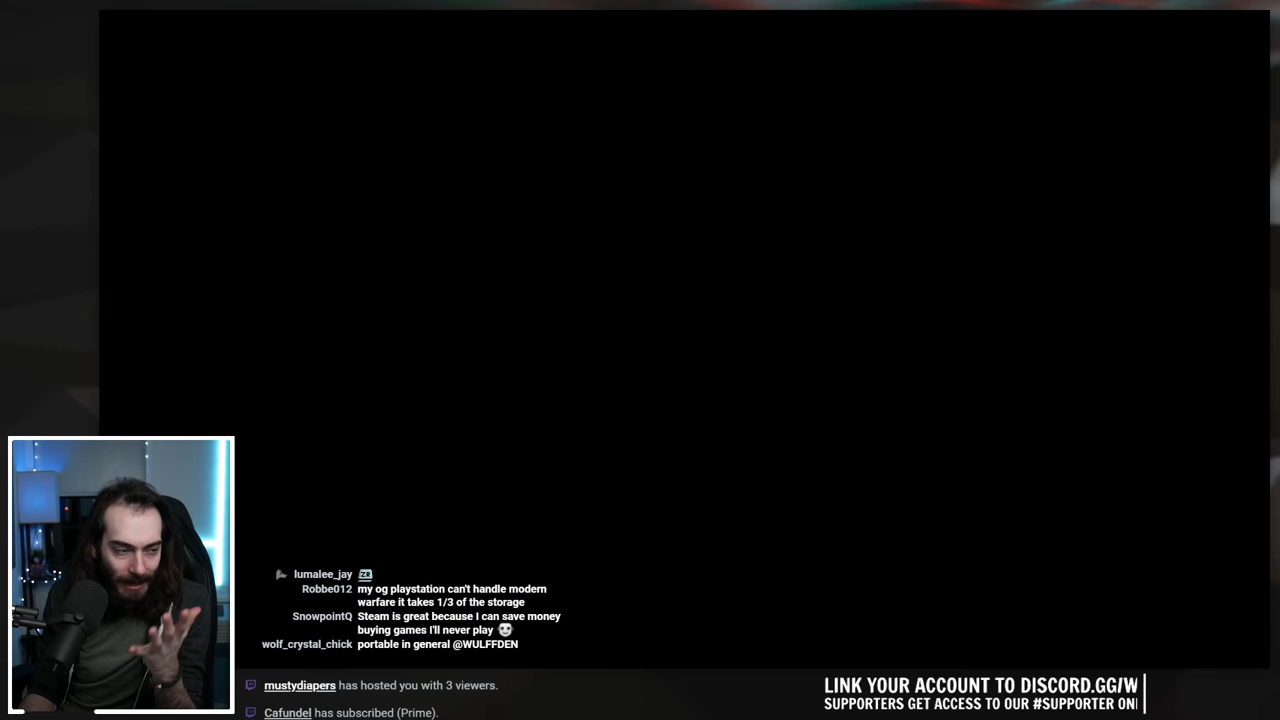 lumalee_jay
Robbe012 my og playstation can't handle modern
warfare it takes 1/3 of the storage
SnowpointQ Steam is great because I can save money
buying games I'll never play
wolf_crystal_chick portable in general @WULFFDEN
mustydiapers has hosted you with 3 viewers.
Cafundel has subscribed (Prime).
LINK YOUR ACCOUNT TO DISCORD.GG/W
SUPPORTERS GET ACCESS TO OUR #SUPPORTER ON